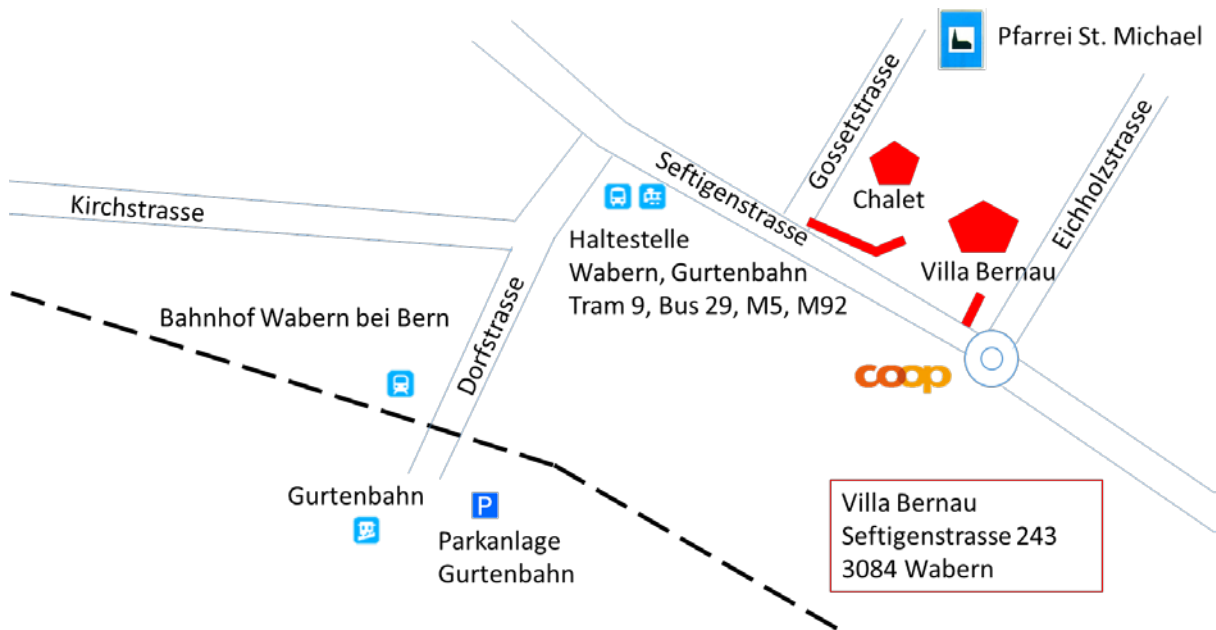 Pfarrei St. Michael
Gossetstrasse
Eichholzstrasse
Seftigenstrasse
Chalet
Kirchstrasse
Haltestelle
Wabern, Gurtenbahn
Tram 9, Bus 29, M5, M92
Villa Bernau
Bahnhof Wabern bei Bern
Dorfstrasse
coop
Gurtenbahn
P
Parkanlage
Gurtenbahn
Villa Bernau
Seftigenstrasse 243
3084 Wabern